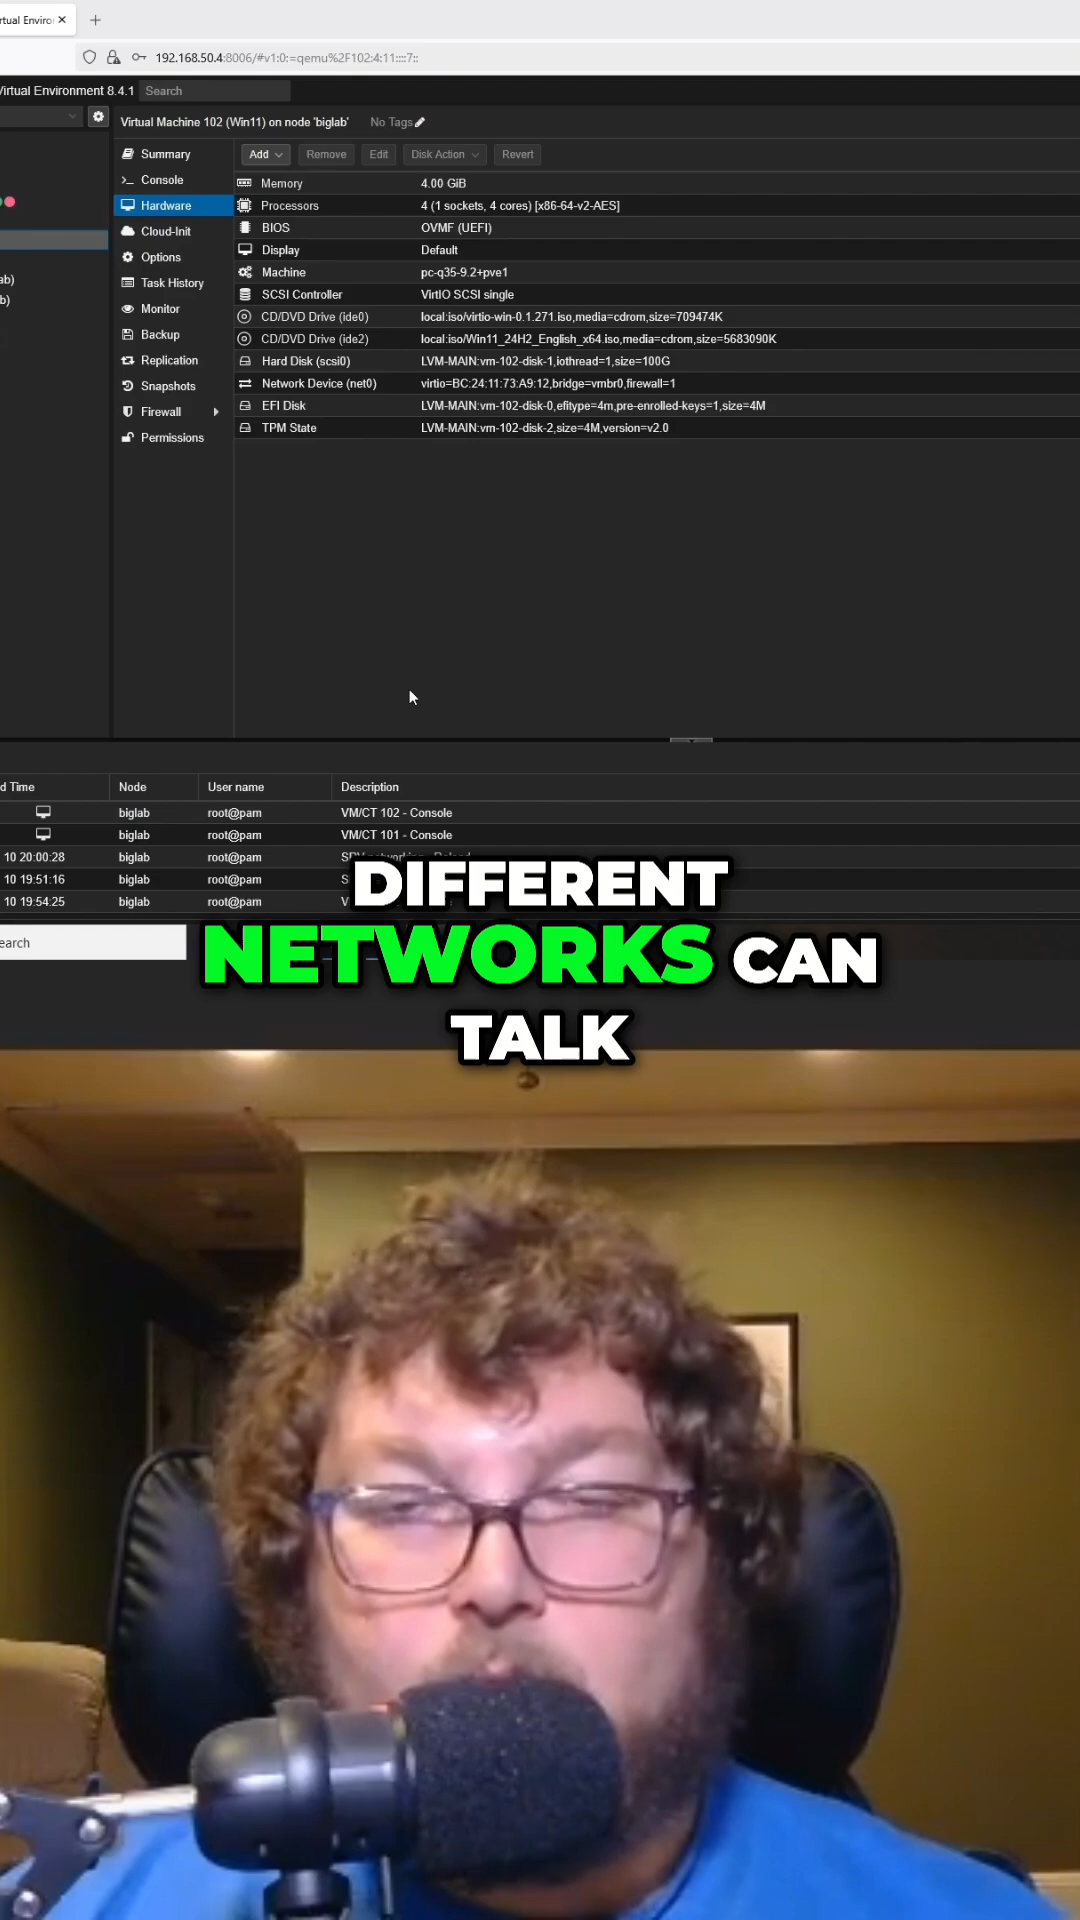 rtual Enviro
192.168.50.4:8006/#v1:0:=qemu%2F102:4:11::::7::
Virtual Environment 8.4.1 Search
Virtual Machine 102 (Win11) on node 'biglab' No Tags
Summary
Console
Hardware
Cloud-Init
Options
Task History
Monitor
Backup
Replication
Snapshots
Firewall
Permissions
ab)
b)
Add Remove Edit Disk Action Revert
Memory 4.00 GiB
Processors 4 (1 sockets, 4 cores) [x86-64-v2-AES]
BIOS OVMF (UEFI)
Display Default
Machine pc-q35-9.2+pve1
SCSI Controller VirtIO SCSI single
CD/DVD Drive (ide0) local:iso/virtio-win-0.1.271.iso,media=cdrom,size=709474K
CD/DVD Drive (ide2) local:iso/Win11_24H2_English_x64.iso,media=cdrom,size=5683090K
Hard Disk (scsi0) LVM-MAIN:vm-102-disk-1,iothread=1,size=100G
Network Device (net0) virtio=BC:24:11:73:A9:12,bridge=vmbr0,firewall=1
EFI Disk LVM-MAIN:vm-102-disk-0,efitype=4m,pre-enrolled-keys=1,size=4M
TPM State LVM-MAIN:vm-102-disk-2,size=4M,version=v2.0
d Time Node User name Description
biglab root@pam VM/CT 102 - Console
biglab root@pam VM/CT 101 - Console
10 20:00:28 biglab root@pam
10 19:51:16 biglab root@pam
10 19:54:25 biglab root@pam
earch
DIFFERENT
NETWORKS CAN
TALK